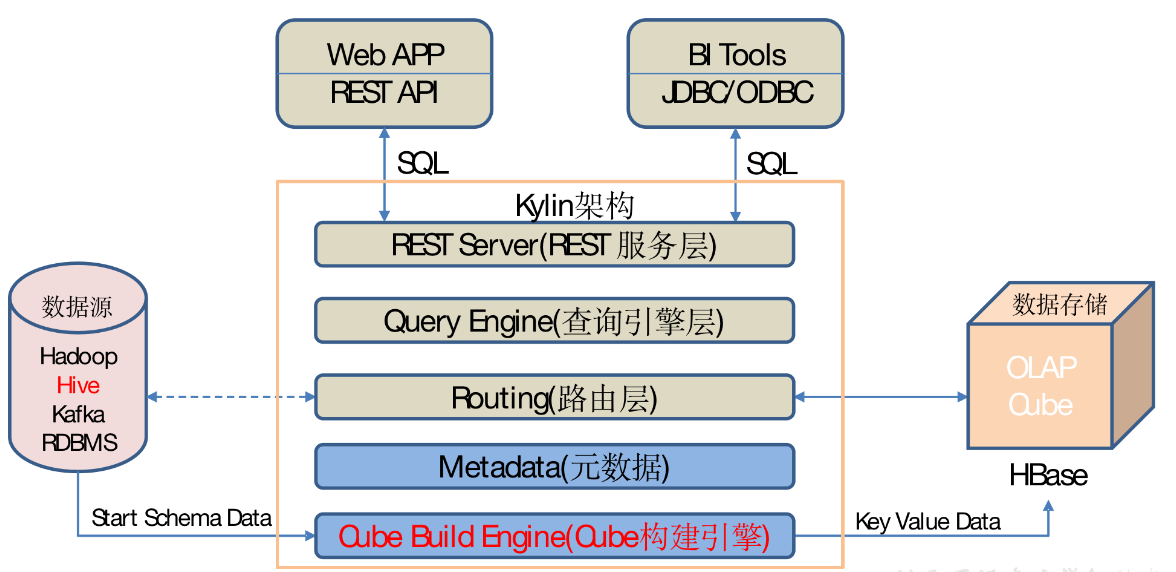 Web APP
REST API
BI Tools
JDBC/ODBC
SQL
SQL
Kylin架构
REST Server(REST 服务层)
Query Engine(查询引擎层)
Routing(路由层)
Metadata(元数据)
Cube Build Engine(Cube构建引擎)
数据源
Hadoop
Hive
Kafka
RDBMS
Start Schema Data
数据存储
OLAP
Cube
HBase
Key Value Data